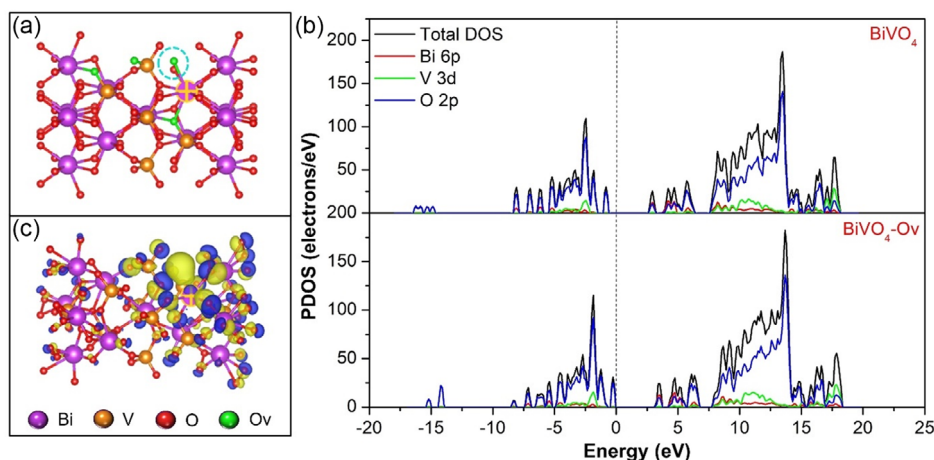 (a)
(b)
200
150
100
50
200
150
100
50
0
PDOS (electrons/eV)
Total DOS
Bi 6p
V 3d
O 2p
BiVO₄
BiVO₄-Ov
(c)
Bi V O Ov
-20 -15 -10 -5 0 5 10 15 20 25
Energy (eV)